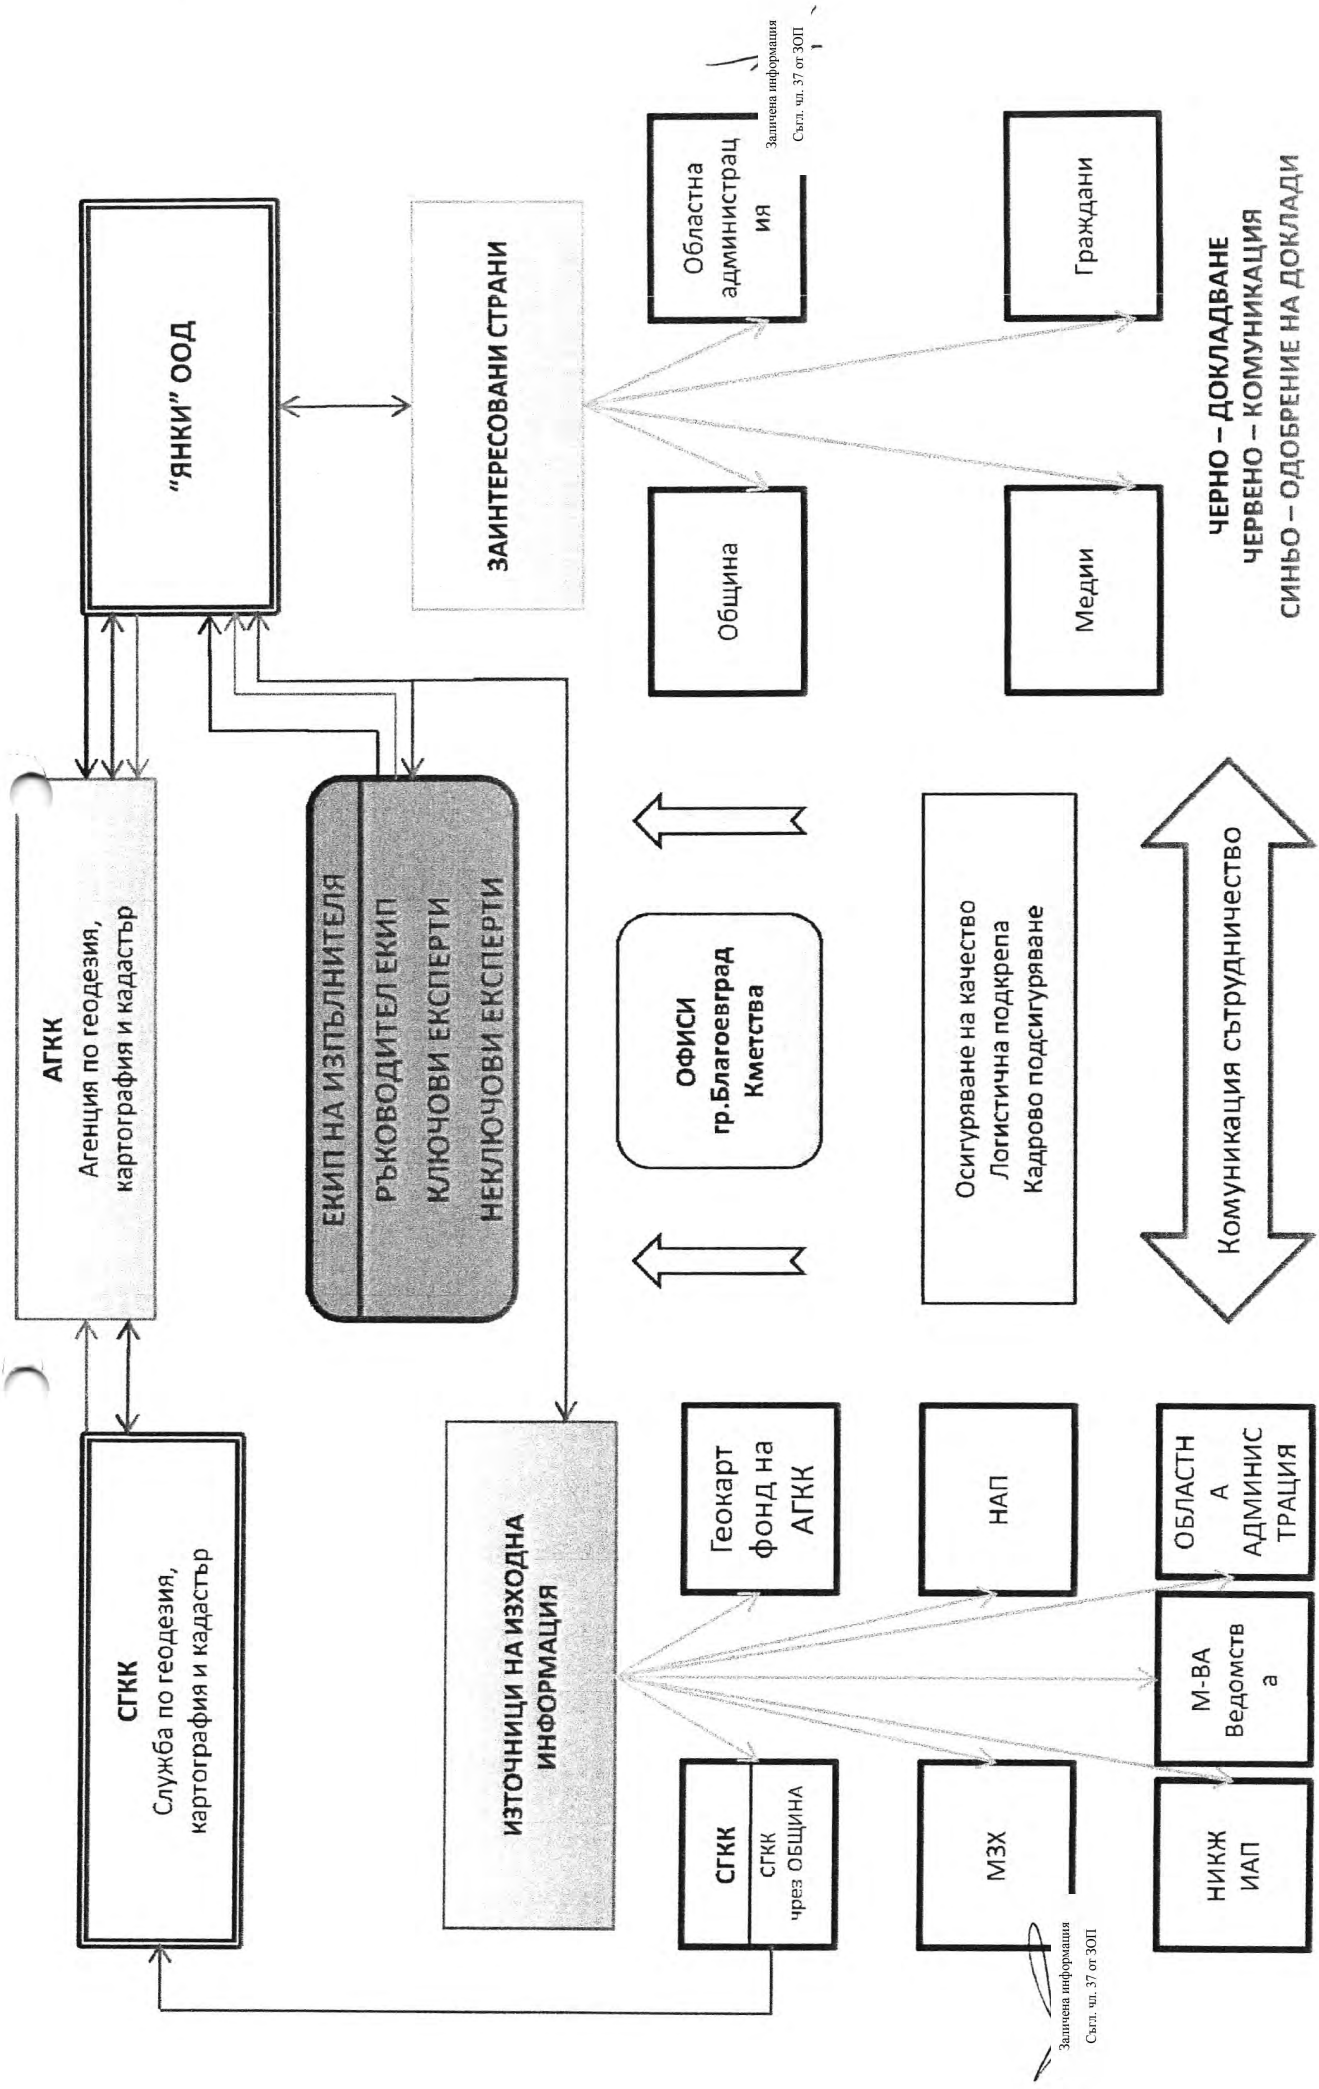 СГКК
Служба по геодезия,
картография и кадастър
АГКК
Агенция по геодезия,
картография и кадастър
"ЯНКИ" ООД
ЕКИП НА ИЗПЪЛНИТЕЛЯ
РЪКОВОДИТЕЛ ЕКИП
КЛЮЧОВИ ЕКСПЕРТИ
НЕКЛЮЧОВИ ЕКСПЕРТИ
ИЗТОЧНИЦИ НА ИЗХОДНА
ИНФОРМАЦИЯ
ЗАИНТЕРЕСОВАНИ СТРАНИ
СГКК
СГКК
чрез ОБЩИНА
Геокарт
фонд на
АГКК
ОФИСИ
гр.Благоевград
Кметства
Община
Областна
администрац
ия
Заличена информация
Съгл. чл. 37 от ЗОП
МЗХ
НАП
Осигуряване на качество
Логистична подкрепа
Кадрово подсигуряване
Медии
Граждани
Заличена информация
Съгл. чл. 37 от ЗОП
НИКЖ
ИАП
М-ВА
Ведомств
а
ОБЛАСТН
А
АДМИНИС
ТРАЦИЯ
Комуникация сътрудничество
ЧЕРНО – ДОКЛАДВАНЕ
ЧЕРВЕНО – КОМУНИКАЦИЯ
СИНЬО – ОДОБРЕНИЕ НА ДОКЛАДИ